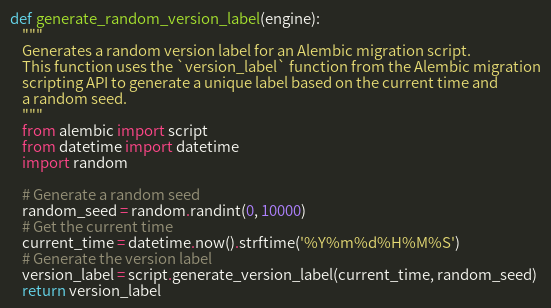 def generate_random_version_label(engine):
"""
Generates a random version label for an Alembic migration script.
This function uses the `version_label` function from the Alembic migration
scripting API to generate a unique label based on the current time and
a random seed.
"""
from alembic import script
from datetime import datetime
import random
# Generate a random seed
random_seed = random.randint(0, 10000)
# Get the current time
current_time = datetime.now().strftime('%Y%m%d%H%M%S')
# Generate the version label
version_label = script.generate_version_label(current_time, random_seed)
return version_label